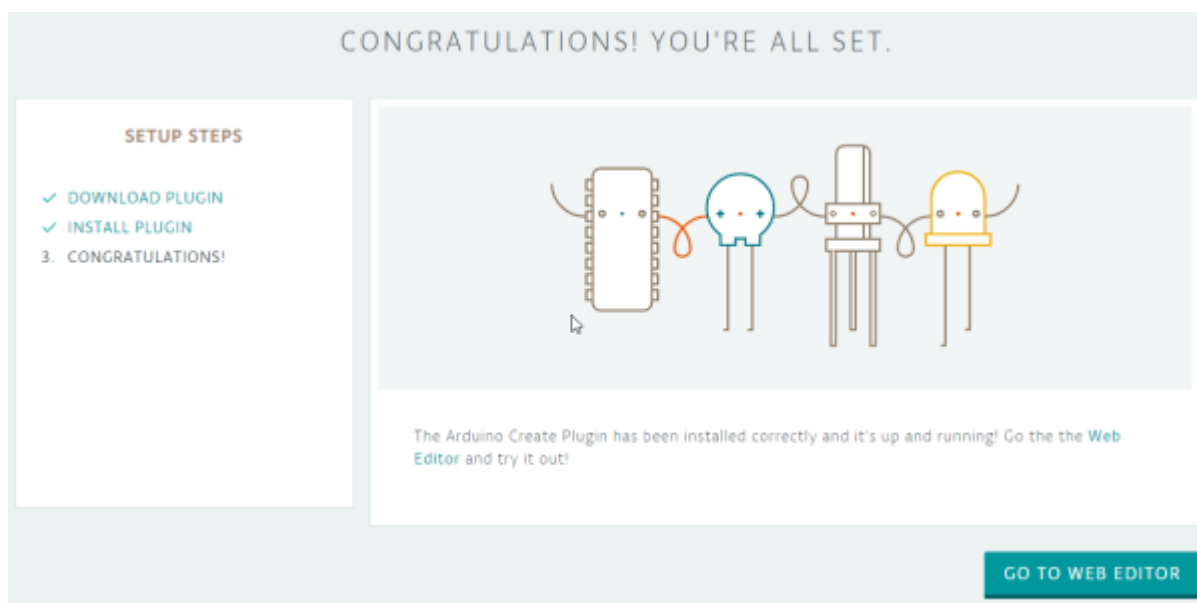 CONGRATULATIONS! YOU'RE ALL SET.
SETUP STEPS
DOWNLOAD PLUGIN
INSTALL PLUGIN
3. CONGRATULATIONS!
The Arduino Create Plugin has been installed correctly and it's up and running! Go the the Web
Editor and try it out!
GO TO WEB EDITOR